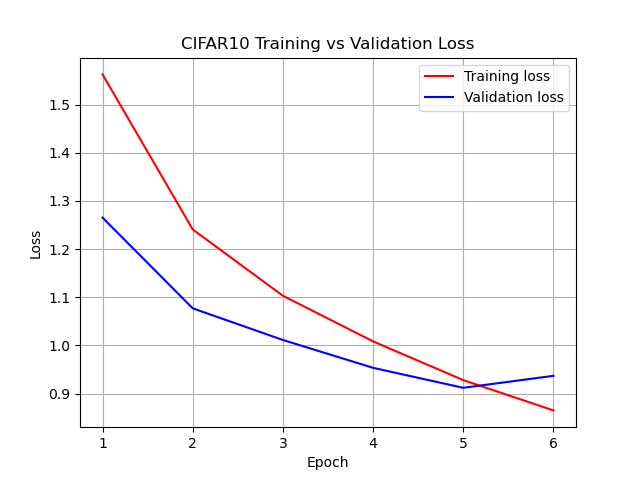 CIFAR10 Training vs Validation Loss
Training loss
Validation loss
Loss
1.5
1.4
1.3
1.2
1.1
1.0
0.9
1 2 3 4 5 6
Epoch